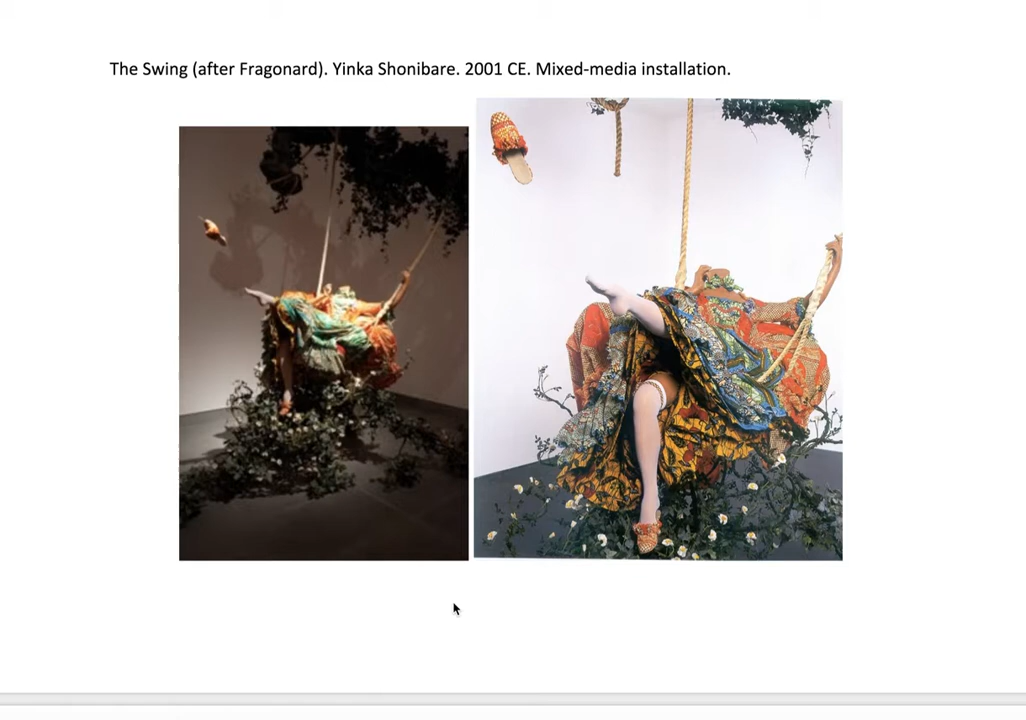 The Swing (after Fragonard). Yinka Shonibare. 2001 CE. Mixed-media installation.